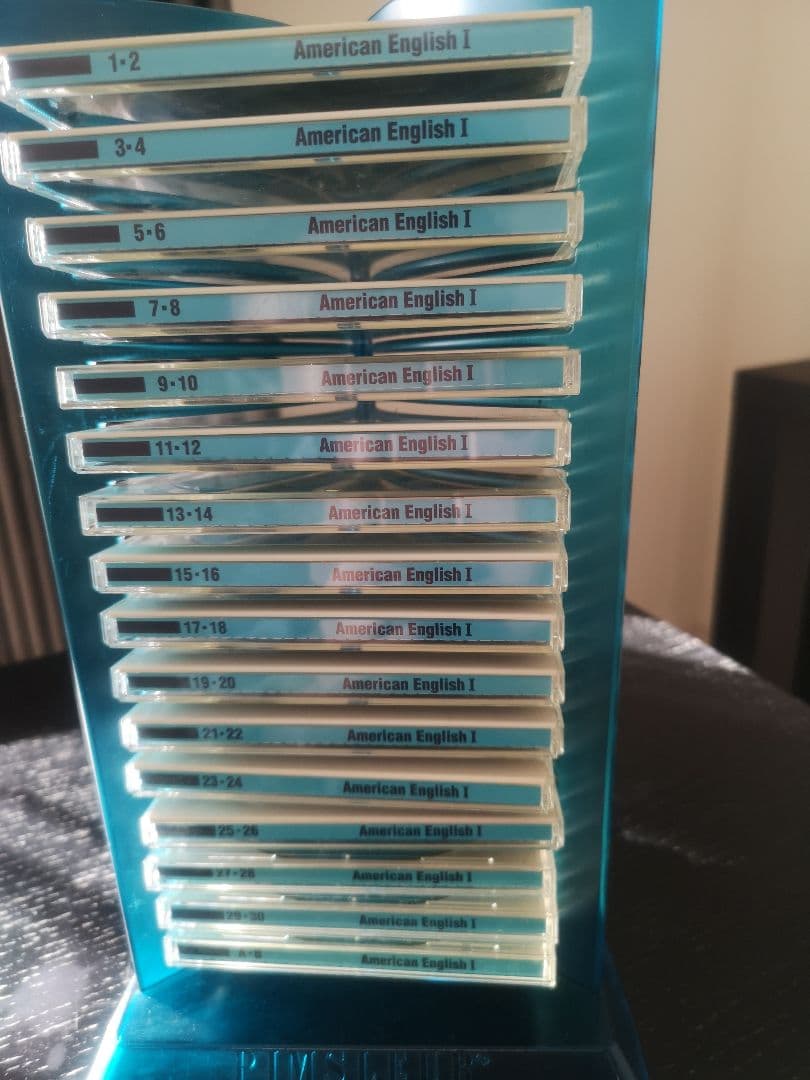 1·2 American English I
3·4 American English I
5·6 American English I
7·8 American English I
9·10 American English I
11·12 American English I
13·14 American English I
15·16 American English I
17·18 American English I
19·20 American English I
21·22 American English I
23·24 American English I
25·26 American English I
27·28 American English I
29·30 American English I
A·B American English I
PIMSLEUR